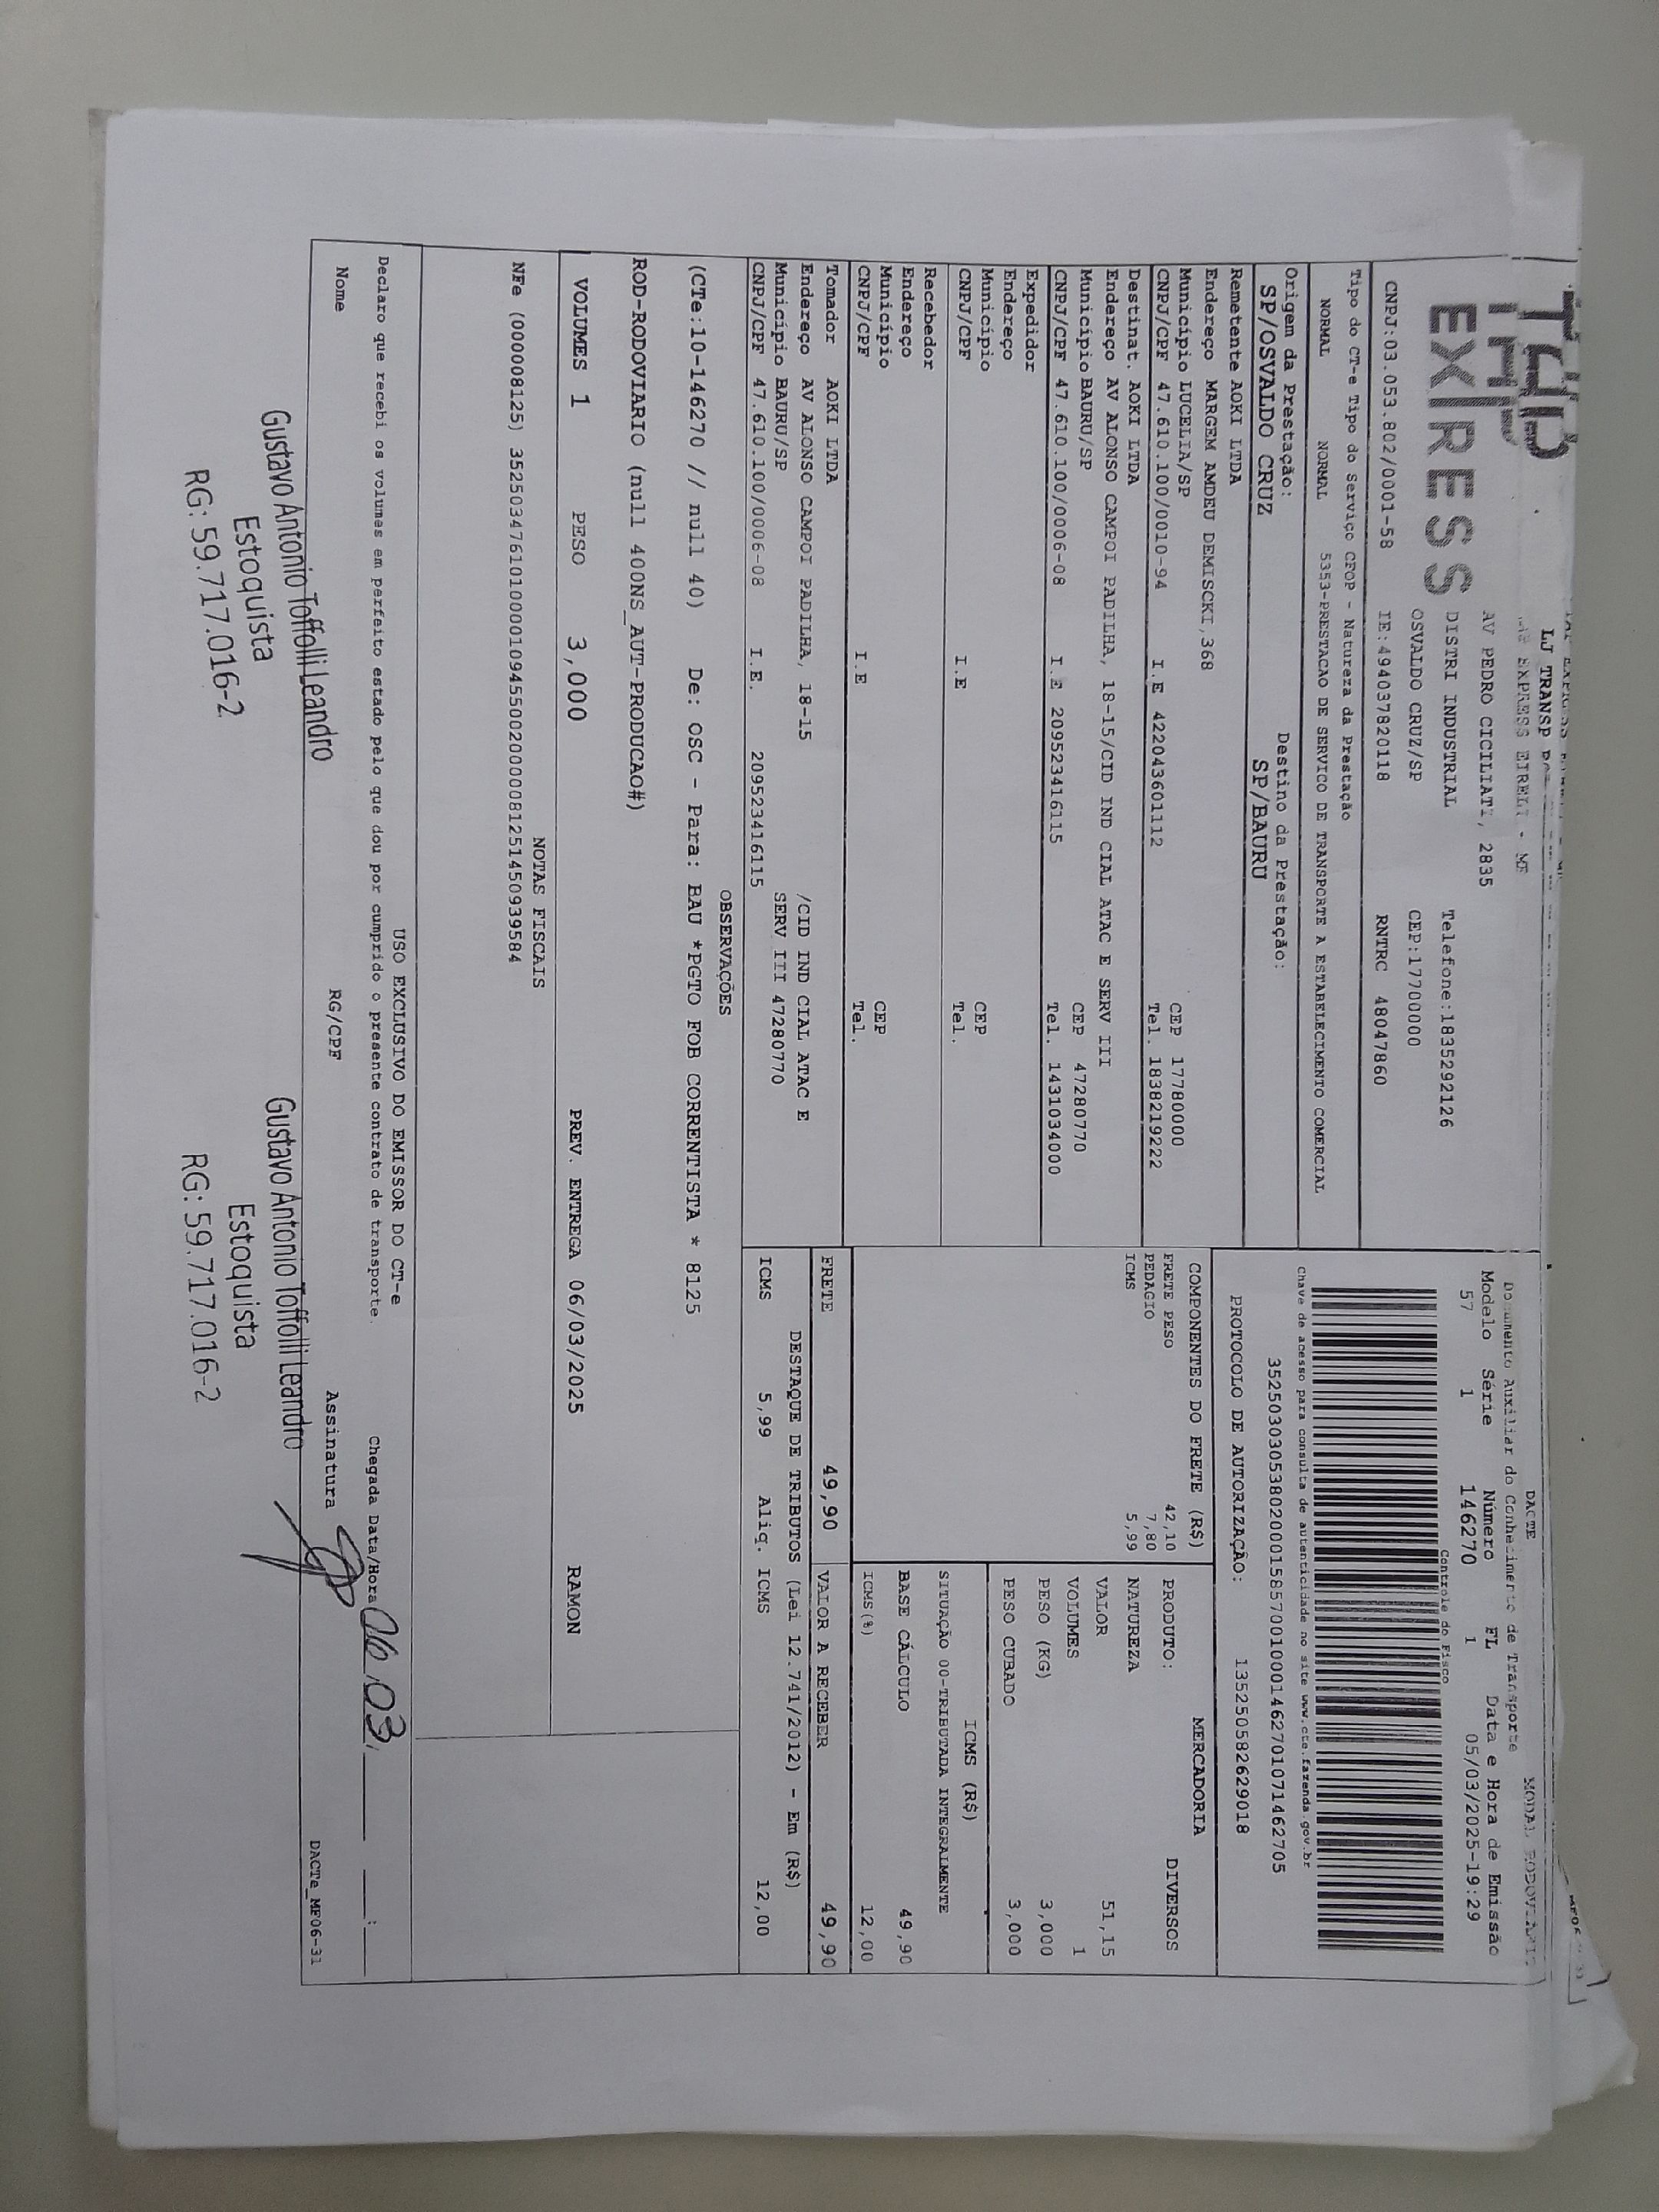 TAP
EXPRESS
LJ TRANSP
EXPRESS EIRELI - ME
AV PEDRO CICILIATI, 2835
DISTRI INDUSTRIAL Telefone:1835292126
OSVALDO CRUZ/SP CEP:17700000
CNPJ:03.053.802/0001-58 IE:494037820118 RNTRC 48047860
DACTE MODAL RODOVIARIO
Documento Auxiliar do Conhecimento de Transporte
Modelo Série Número FL Data e Hora de Emissão
57 1 146270 1 05/03/2025-19:29
Controle do Fisco
Chave de acesso para consulta de autenticidade no site www.cte.fazenda.gov.br
35250303053802000158570010001462701071462705
PROTOCOLO DE AUTORIZAÇÃO: 135250582629018
Tipo do CT-e Tipo do Serviço CFOP - Natureza da Prestação
NORMAL NORMAL 5353-PRESTACAO DE SERVICO DE TRANSPORTE A ESTABELECIMENTO COMERCIAL
Origem da Prestação: Destino da Prestação:
SP/OSVALDO CRUZ SP/BAURU
Remetente AOKI LTDA
Endereço MARGEM AMDEU DEMISCKI,368
Município LUCELIA/SP CEP 17780000
CNPJ/CPF 47.610.100/0010-94 I.E 422043601112 Tel. 1838219222
Destinat. AOKI LTDA
Endereço AV ALONSO CAMPOI PADILHA, 18-15/CID IND CIAL ATAC E SERV III
Município BAURU/SP CEP 47280770
CNPJ/CPF 47.610.100/0006-08 I.E 209523416115 Tel. 1431034000
Expedidor
Endereço
Município CEP
CNPJ/CPF I.E Tel.
Recebedor
Endereço
Município CEP
CNPJ/CPF I.E Tel.
Tomador AOKI LTDA
Endereço AV ALONSO CAMPOI PADILHA, 18-15 /CID IND CIAL ATAC E
Município BAURU/SP SERV III 47280770
CNPJ/CPF 47.610.100/0006-08 I.E. 209523416115
COMPONENTES DO FRETE (R$)
FRETE PESO 42,10
PEDAGIO 7,80
ICMS 5,99
MERCADORIA
PRODUTO: DIVERSOS
NATUREZA
VALOR 51,15
VOLUMES 1
PESO (KG) 3,000
PESO CUBADO 3,000
ICMS (R$)
SITUAÇÃO 00-TRIBUTADA INTEGRALMENTE
BASE CÁLCULO 49,90
ICMS(%) 12,00
FRETE 49,90 VALOR A RECEBER 49,90
DESTAQUE DE TRIBUTOS (Lei 12.741/2012) - Em (R$)
ICMS 5,99 Aliq. ICMS 12,00
OBSERVAÇÕES
(CTe:10-146270 // null 40) De: OSC - Para: BAU *PGTO FOB CORRENTISTA * 8125
ROD-RODOVIARIO (null 400NS_AUT-PRODUCAO#)
VOLUMES 1 PESO 3,000 PREV. ENTREGA 06/03/2025 RAMON
NOTAS FISCAIS
NFe (000008125) 35250347610100001094550020000081251450939584
USO EXCLUSIVO DO EMISSOR DO CT-e
Declaro que recebi os volumes em perfeito estado pelo que dou por cumprido o presente contrato de transporte. Chegada Data/Hora 06 03, :
Nome RG/CPF Assinatura
DACTe_MF06-31
Gustavo Antonio Toffolli Leandro
Estoquista
RG: 59.717.016-2
Gustavo Antonio Toffolli Leandro
Estoquista
RG: 59.717.016-2